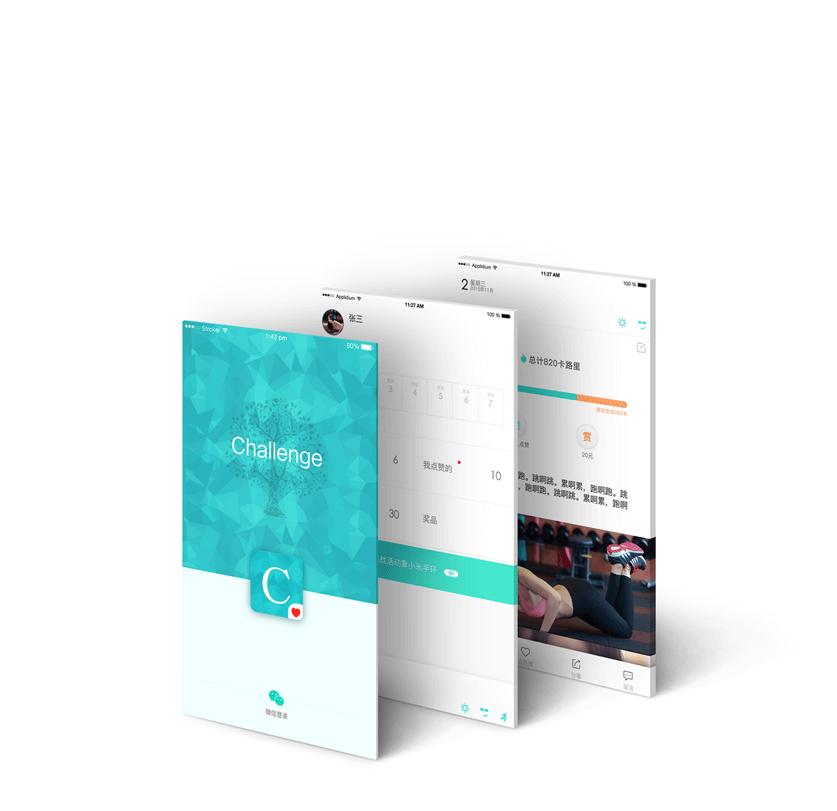 Stroker
1:43 pm
80%
Challenge
C
微信登录
Applidium
11:27 AM
100 %
张三
3
4
5
6
7
6
我点赞的
10
30
奖品
战活动拿小米手环
Applidium
11:27 AM
100 %
2
星期三
2015年11月
总计820卡路里
赏
点赞
20元
跑。跳啊跳。累啊累，跑啊跑。跳
，跑啊跑。跳啊跳。累啊累，跑啊
分享
留言